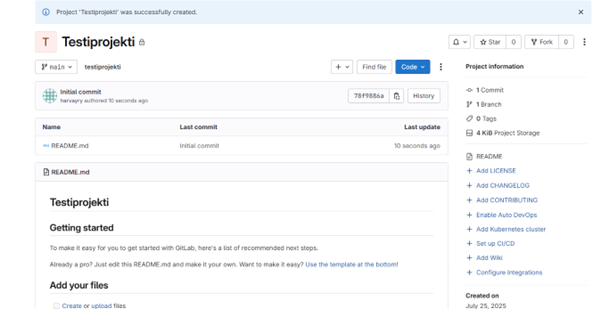 Project 'Testiprojekti' was successfully created.
T Testiprojekti
Star 0 Fork 0
main testiprojekti
Find file Code
Initial commit
harvapry authored 10 seconds ago
78f9886a History
Name Last commit Last update
README.md Initial commit 10 seconds ago
README.md
Testiprojekti
Getting started
To make it easy for you to get started with GitLab, here's a list of recommended next steps.
Already a pro? Just edit this README.md and make it your own. Want to make it easy? Use the template at the bottom!
Add your files
Create or upload files
Project information
1 Commit
1 Branch
0 Tags
4 KiB Project Storage
README
+ Add LICENSE
+ Add CHANGELOG
+ Add CONTRIBUTING
+ Enable Auto DevOps
+ Add Kubernetes cluster
+ Set up CI/CD
+ Add Wiki
+ Configure Integrations
Created on
July 25, 2025